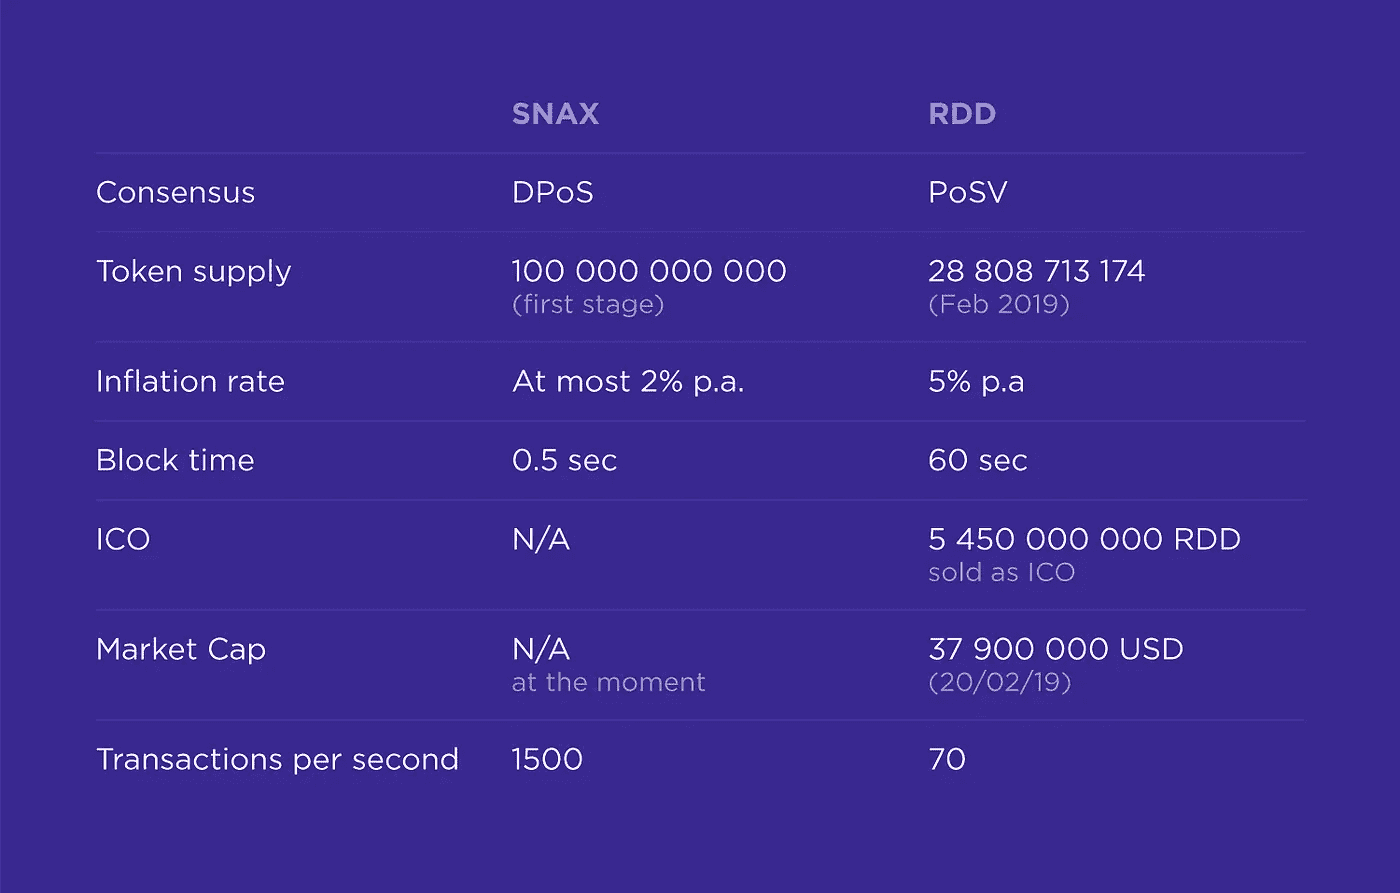 SNAX RDD
Consensus DPoS PoSV
Token supply 100 000 000 000 28 808 713 174
(first stage) (Feb 2019)
Inflation rate At most 2% p.a. 5% p.a
Block time 0.5 sec 60 sec
ICO N/A 5 450 000 000 RDD
sold as ICO
Market Cap N/A 37 900 000 USD
at the moment (20/02/19)
Transactions per second 1500 70